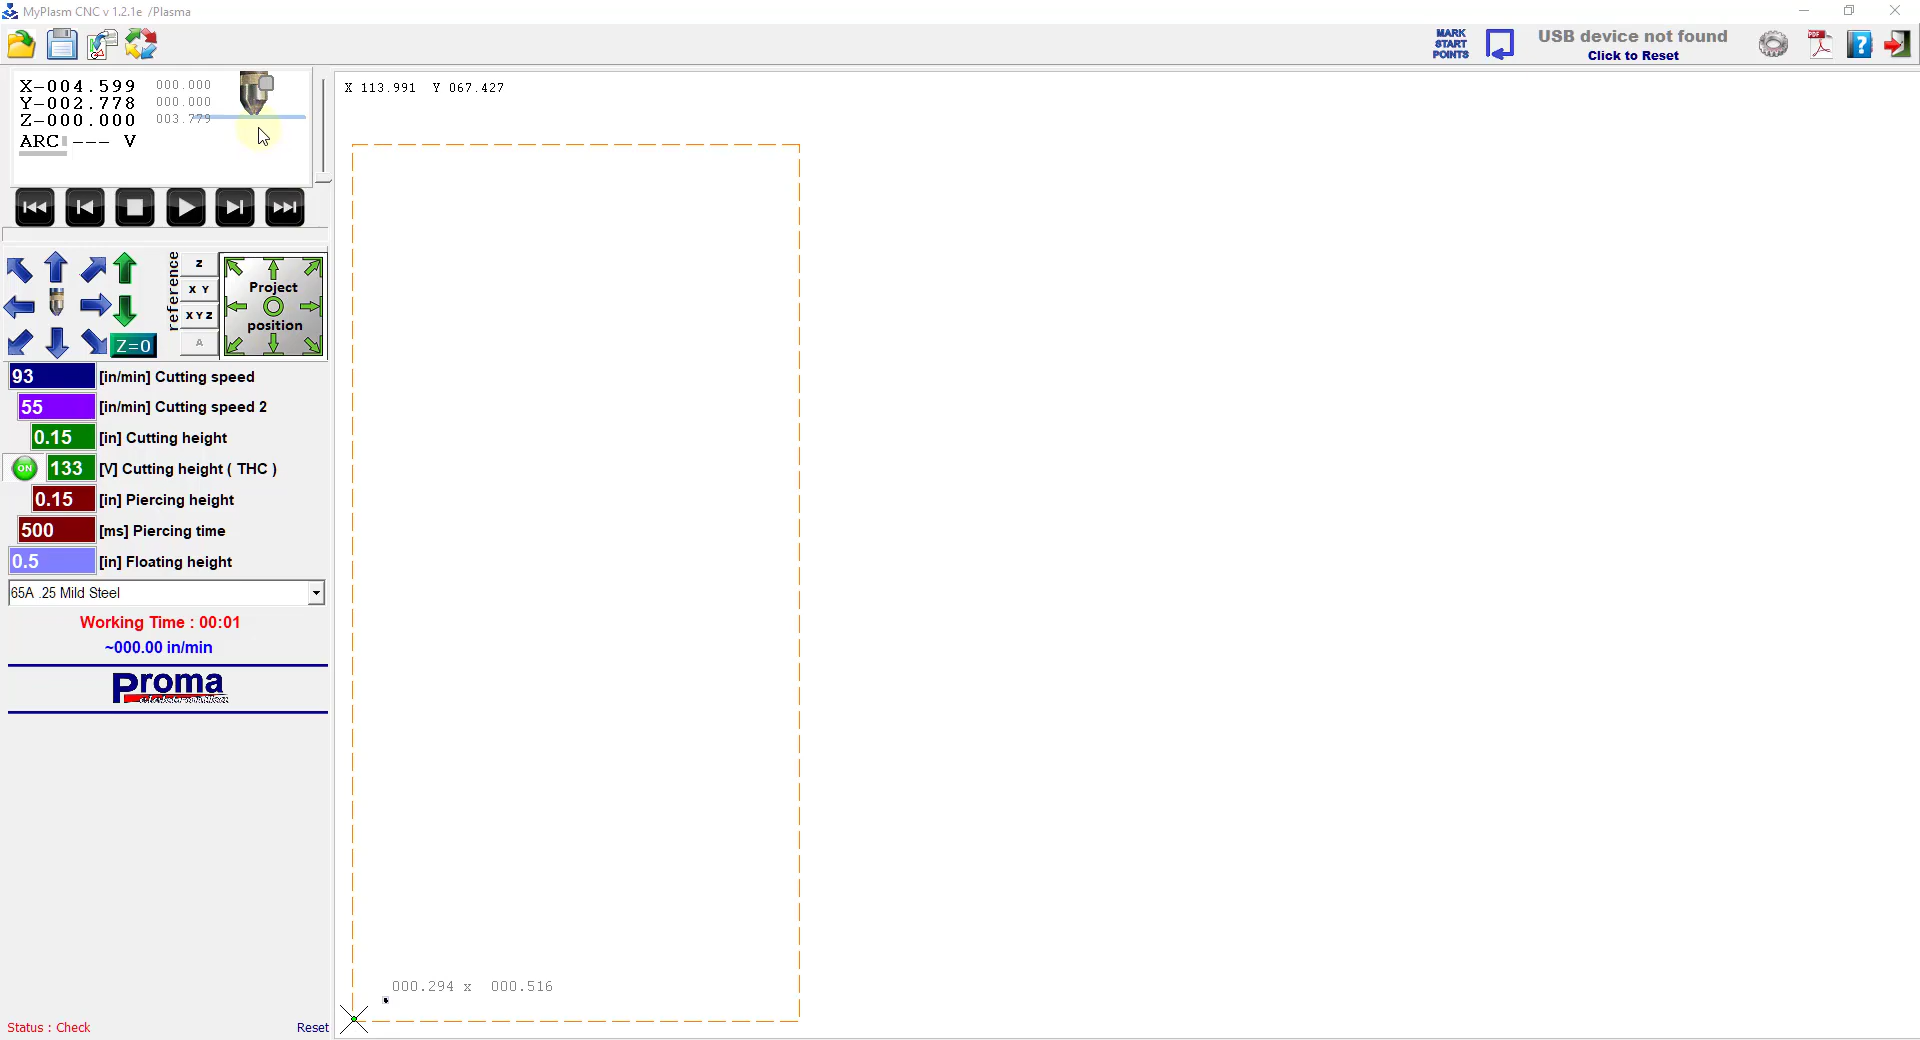 MyPlasm CNC v 1.2.1e /Plasma
MARK
START
POINTS
USB device not found
Click to Reset
PDF
?
X-004.599 000.000
Y-002.778 000.000
Z-000.000 003.779
ARC --- V
X 113.991 Y 067.427
reference
Z
X Y
X Y Z
A
Project
position
Z=0
93 [in/min] Cutting speed
55 [in/min] Cutting speed 2
0.15 [in] Cutting height
ON 133 [V] Cutting height ( THC )
0.15 [in] Piercing height
500 [ms] Piercing time
0.5 [in] Floating height
65A .25 Mild Steel
Working Time : 00:01
~000.00 in/min
Proma
000.294 x 000.516
Status : Check
Reset